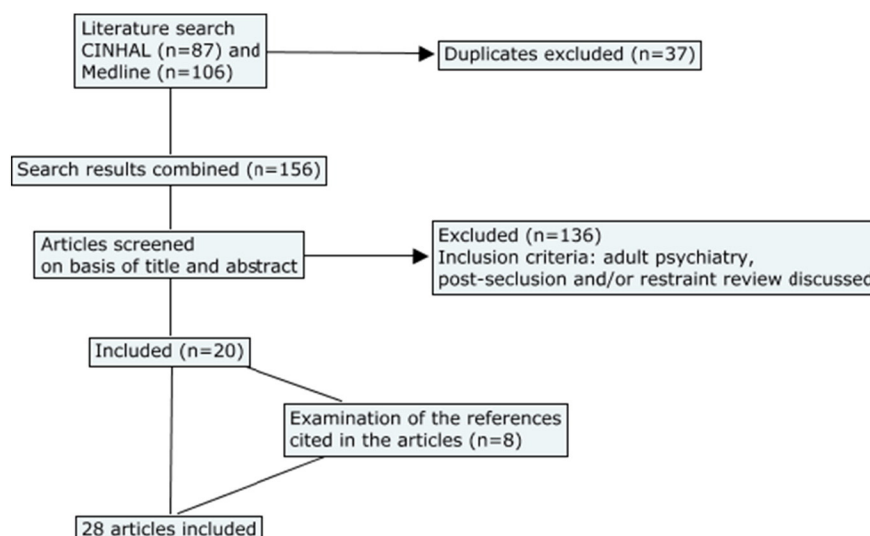 Literature search
CINHAL (n=87) and
Medline (n=106)
Duplicates excluded (n=37)
Search results combined (n=156)
Articles screened
on basis of title and abstract
Excluded (n=136)
Inclusion criteria: adult psychiatry,
post-seclusion and/or restraint review discussed
Included (n=20)
Examination of the references
cited in the articles (n=8)
28 articles included